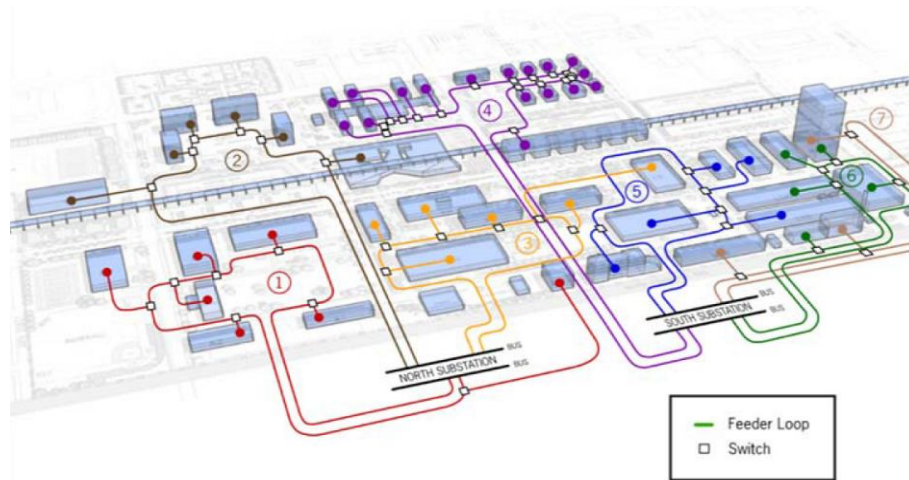 4
7
2
5
6
3
1
BUS
SOUTH SUBSTATION
BUS
BUS
NORTH SUBSTATION
BUS
Feeder Loop
Switch